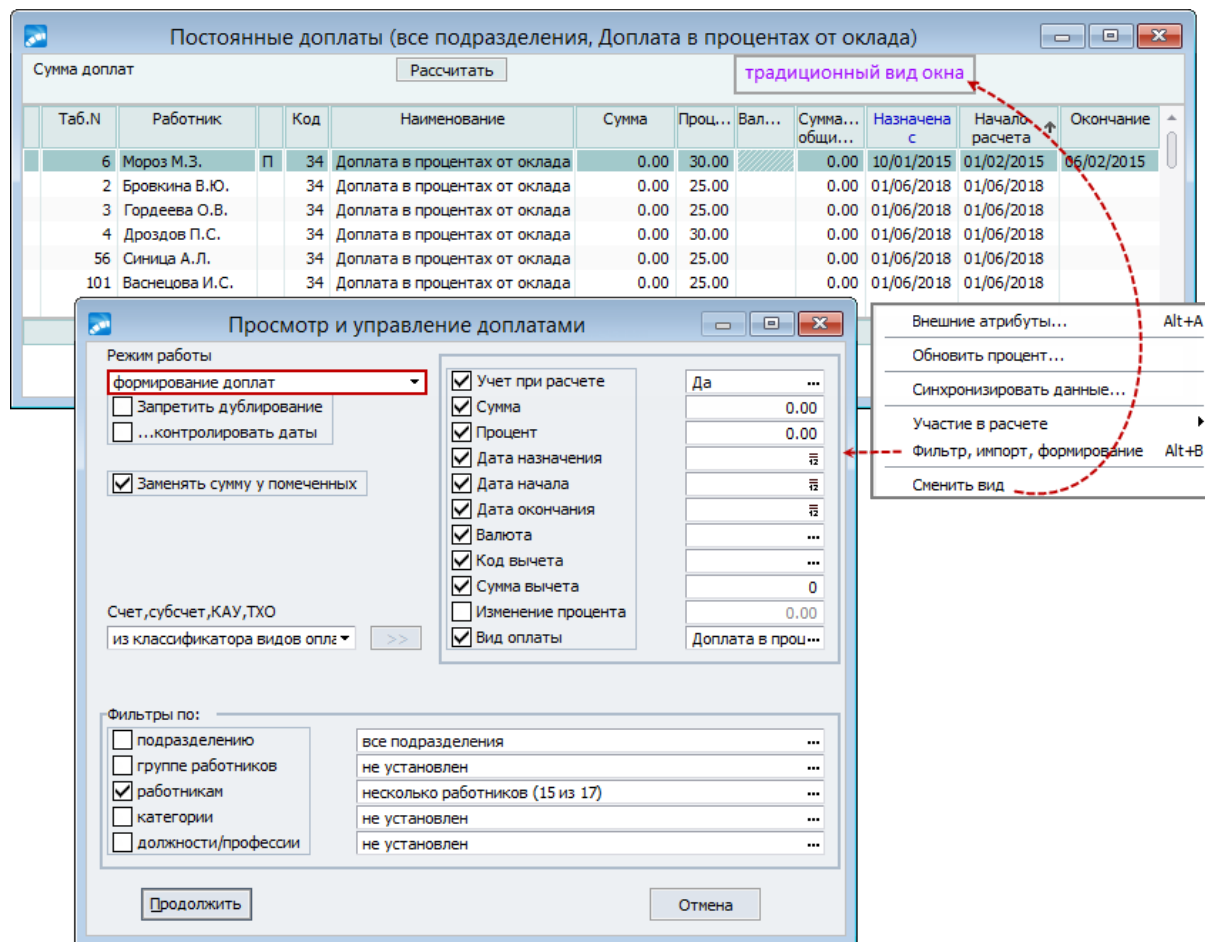 Постоянные доплаты (все подразделения, Доплата в процентах от оклада)
Сумма доплат Рассчитать традиционный вид окна
Таб.N Работник Код Наименование Сумма Проц... Вал... Сумма... общи... Назначена с Начало расчета Окончание
6 Мороз М.З. П 34 Доплата в процентах от оклада 0.00 30.00 0.00 10/01/2015 01/02/2015 06/02/2015
2 Бровкина В.Ю. 34 Доплата в процентах от оклада 0.00 25.00 0.00 01/06/2018 01/06/2018
3 Гордеева О.В. 34 Доплата в процентах от оклада 0.00 25.00 0.00 01/06/2018 01/06/2018
4 Дроздов П.С. 34 Доплата в процентах от оклада 0.00 30.00 0.00 01/06/2018 01/06/2018
56 Синица А.Л. 34 Доплата в процентах от оклада 0.00 25.00 0.00 01/06/2018 01/06/2018
101 Васнецова И.С. 34 Доплата в процентах от оклада 0.00 25.00 0.00 01/06/2018 01/06/2018
Внешние атрибуты... Alt+A
Обновить процент...
Синхронизировать данные...
Участие в расчете
Фильтр, импорт, формирование Alt+B
Сменить вид
Просмотр и управление доплатами
Режим работы
формирование доплат
Запретить дублирование
...контролировать даты
Заменять сумму у помеченных
Учет при расчете Да ...
Сумма 0.00
Процент 0.00
Дата назначения 12
Дата начала 12
Дата окончания 12
Валюта ...
Код вычета ...
Сумма вычета 0
Изменение процента 0.00
Вид оплаты Доплата в проц...
Счет,субсчет,КАУ,ТХО
из классификатора видов опла >>
Фильтры по:
подразделению все подразделения ...
группе работников не установлен ...
работникам несколько работников (15 из 17) ...
категории не установлен ...
должности/профессии не установлен ...
Продолжить Отмена